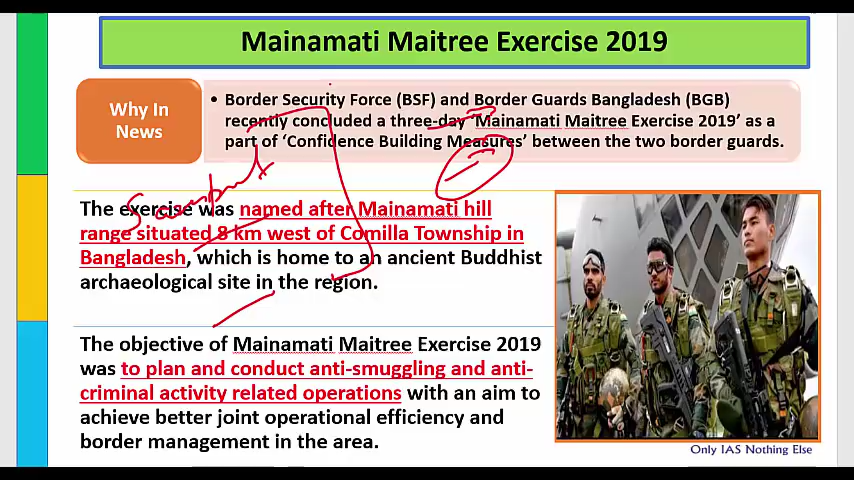 Mainamati Maitree Exercise 2019
Why In
News
• Border Security Force (BSF) and Border Guards Bangladesh (BGB)
recently concluded a three-day 'Mainamati Maitree Exercise 2019' as a
part of 'Confidence Building Measures' between the two border guards.
The exercise was named after Mainamati hill
range situated 8 km west of Comilla Township in
Bangladesh, which is home to an ancient Buddhist
archaeological site in the region.
The objective of Mainamati Maitree Exercise 2019
was to plan and conduct anti-smuggling and anti-
criminal activity related operations with an aim to
achieve better joint operational efficiency and
border management in the area.
Only IAS Nothing Else